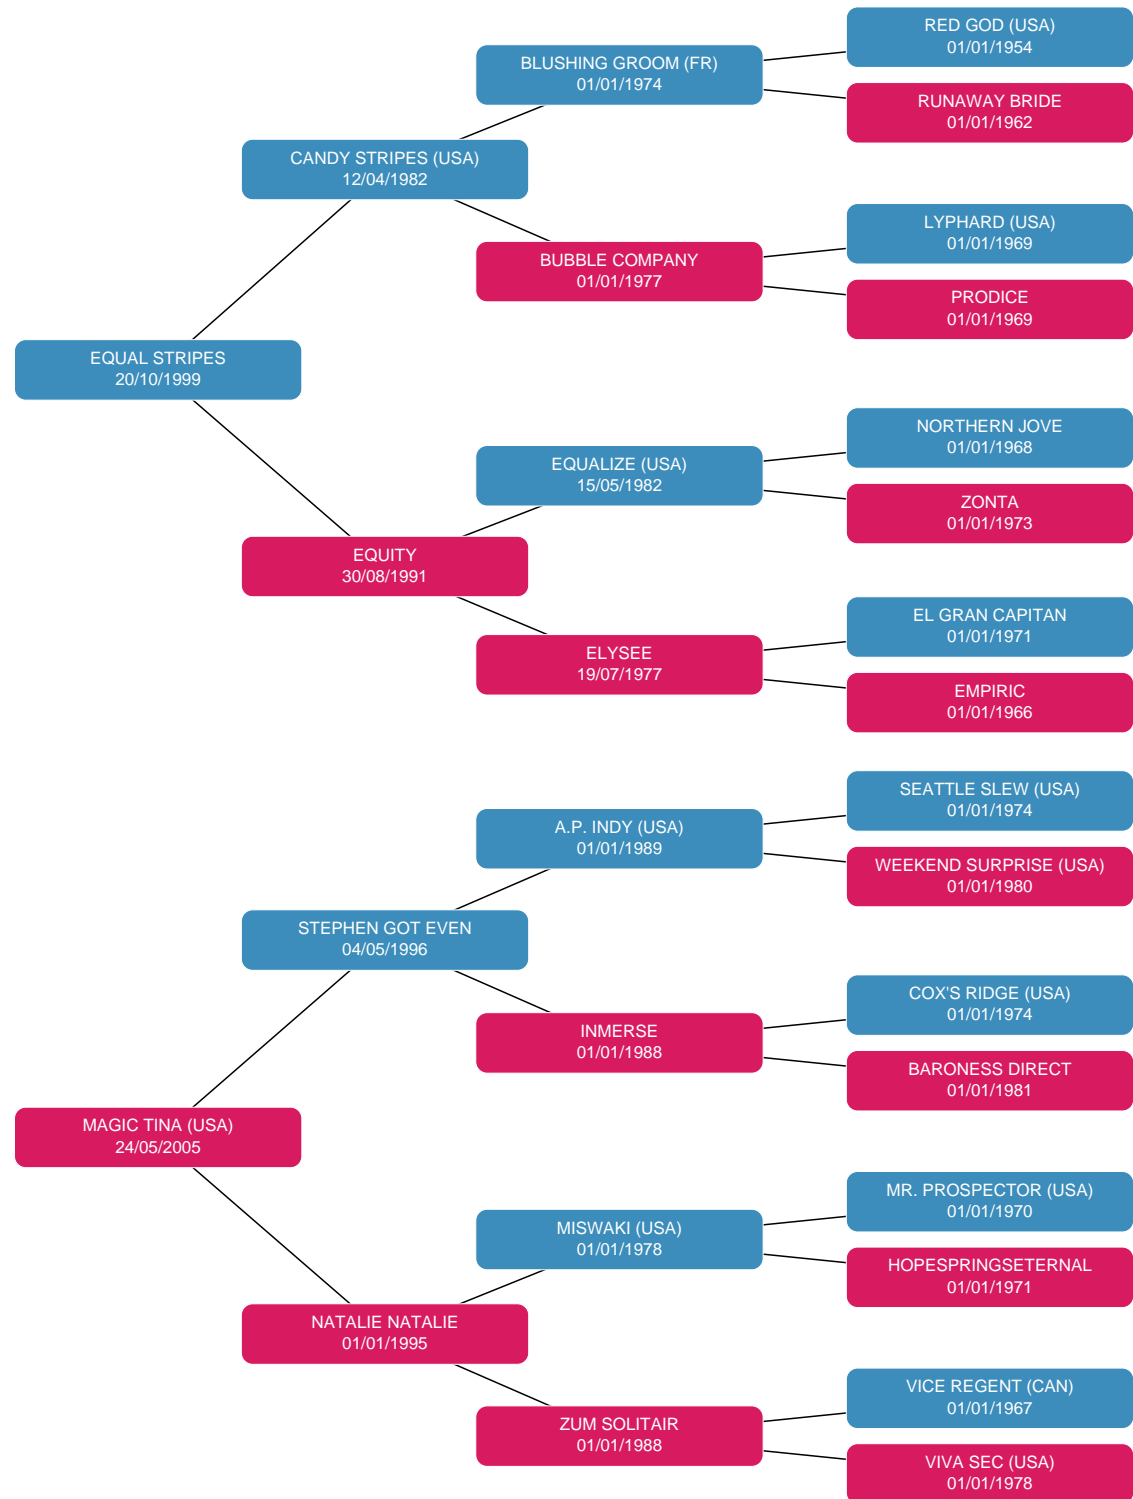 RED GOD (USA)
01/01/1954
BLUSHING GROOM (FR)
01/01/1974
RUNAWAY BRIDE
01/01/1962
CANDY STRIPES (USA)
12/04/1982
LYPHARD (USA)
01/01/1969
BUBBLE COMPANY
01/01/1977
PRODICE
01/01/1969
EQUAL STRIPES
20/10/1999
NORTHERN JOVE
01/01/1968
EQUALIZE (USA)
15/05/1982
ZONTA
01/01/1973
EQUITY
30/08/1991
EL GRAN CAPITAN
01/01/1971
ELYSEE
19/07/1977
EMPIRIC
01/01/1966
SEATTLE SLEW (USA)
01/01/1974
A.P. INDY (USA)
01/01/1989
WEEKEND SURPRISE (USA)
01/01/1980
STEPHEN GOT EVEN
04/05/1996
COX'S RIDGE (USA)
01/01/1974
INMERSE
01/01/1988
BARONESS DIRECT
01/01/1981
MAGIC TINA (USA)
24/05/2005
MR. PROSPECTOR (USA)
01/01/1970
MISWAKI (USA)
01/01/1978
HOPESPRINGSETERNAL
01/01/1971
NATALIE NATALIE
01/01/1995
VICE REGENT (CAN)
01/01/1967
ZUM SOLITAIR
01/01/1988
VIVA SEC (USA)
01/01/1978